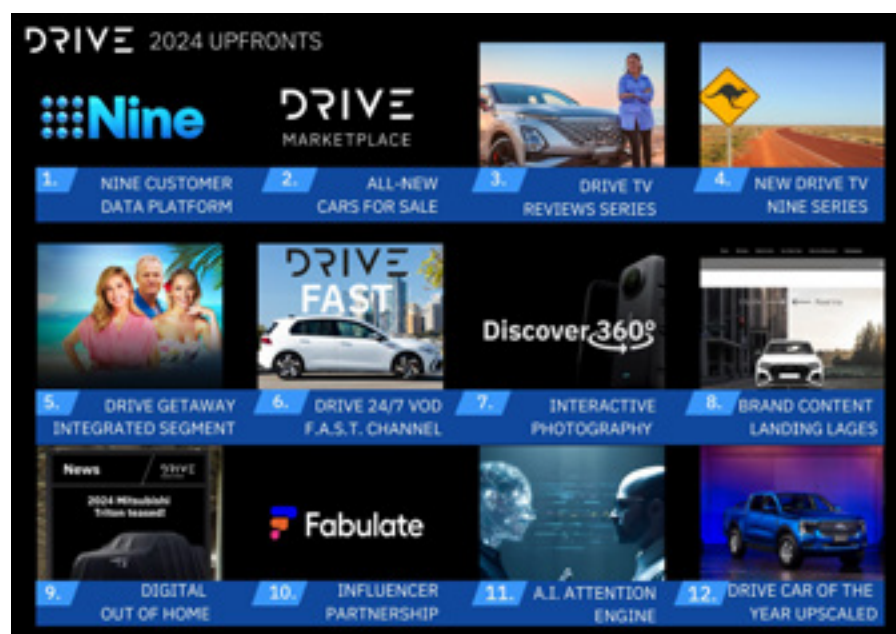 DRIVE 2024 UPFRONTS
Nine
DRIVE
MARKETPLACE
1. NINE CUSTOMER
DATA PLATFORM
2. ALL-NEW
CARS FOR SALE
3. DRIVE TV
REVIEWS SERIES
4. NEW DRIVE TV
NINE SERIES
DRIVE
FAST
Discover 360º
5. DRIVE GETAWAY
INTEGRATED SEGMENT
6. DRIVE 24/7 VOD
F.A.S.T. CHANNEL
7. INTERACTIVE
PHOTOGRAPHY
8. BRAND CONTENT
LANDING LAGES
News DRIVE
2024 Mitsubishi
Triton teased!
Fabulate
9. DIGITAL
OUT OF HOME
10. INFLUENCER
PARTNERSHIP
11. A.I. ATTENTION
ENGINE
12. DRIVE CAR OF THE
YEAR UPSCALED